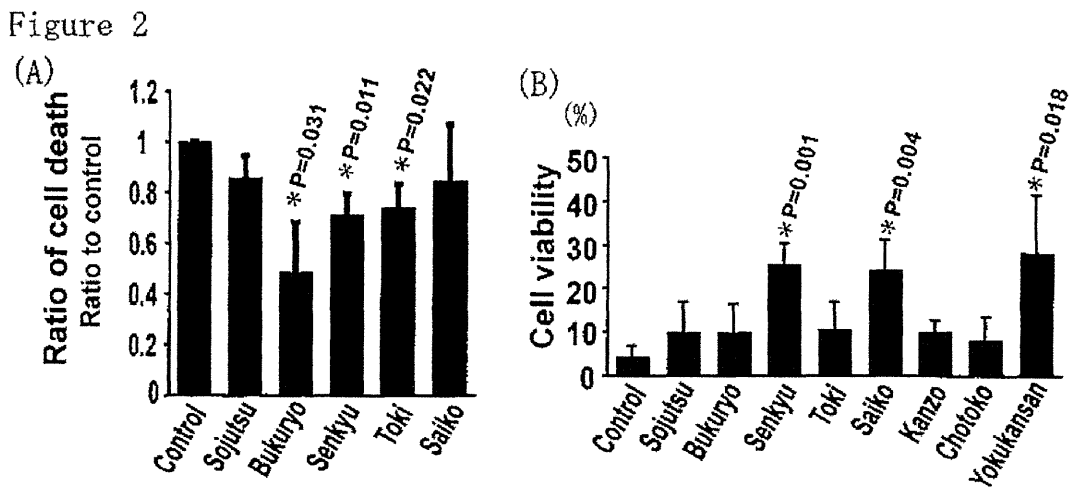 Figure 2
(A)
Ratio of cell death
Ratio to control
1.2
1
0.8
0.6
0.4
0.2
0
*P=0.031
*P=0.011
*P=0.022
Control
Sojutsu
Bukuryo
Senkyu
Toki
Saiko
(B)
(%)
Cell viability
50
40
30
20
10
0
*P=0.001
*P=0.004
*P=0.018
Control
Sojutsu
Bukuryo
Senkyu
Toki
Saiko
Kanzo
Chotoko
Yokukansan